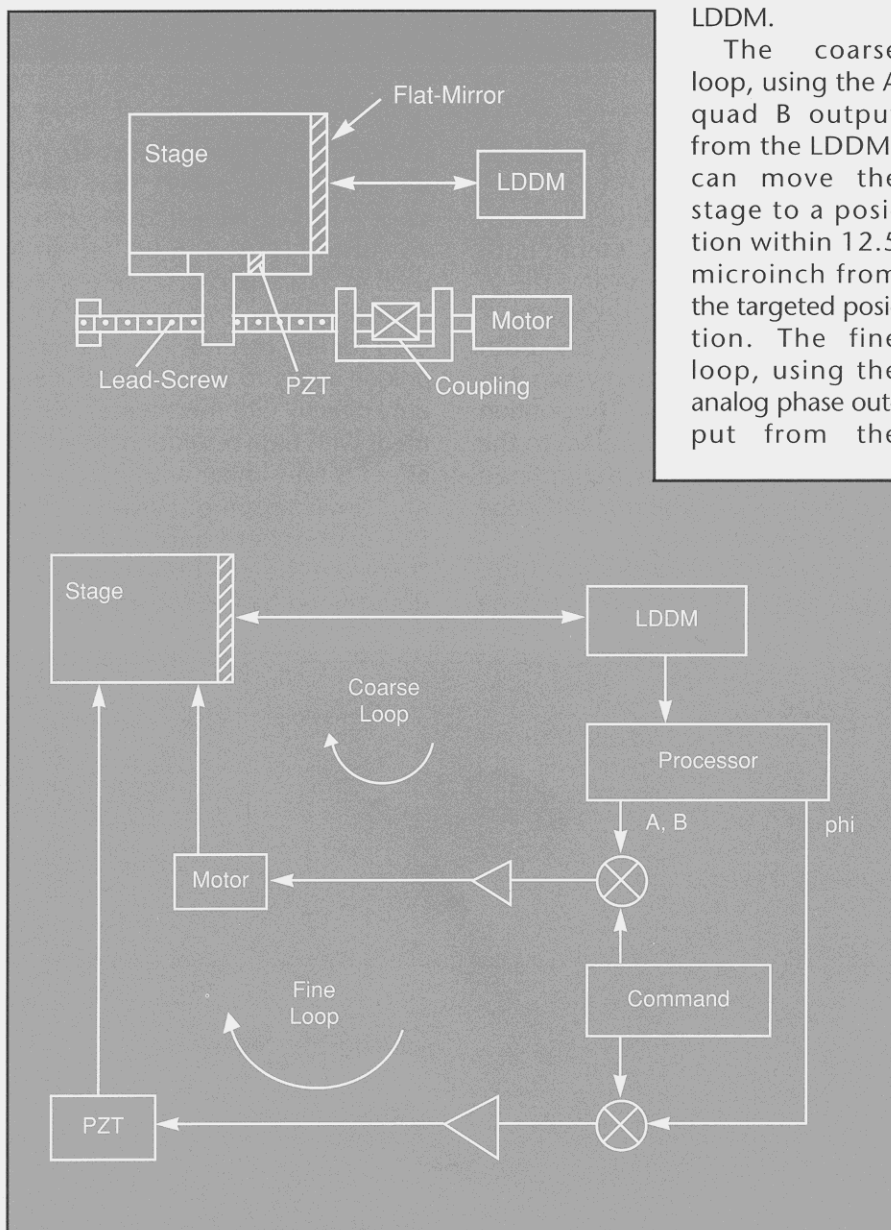 LDDM.
The coarse
loop, using the A
quad B output
from the LDDM
can move the
stage to a posi
tion within 12.5
microinch from
the targeted posi
tion. The fine
loop, using the
analog phase out
put from the
Flat-Mirror
Stage
LDDM
Motor
Lead-Screw
PZT
Coupling
Stage
LDDM
Coarse
Loop
Processor
A, B
phi
Motor
Fine
Loop
Command
PZT